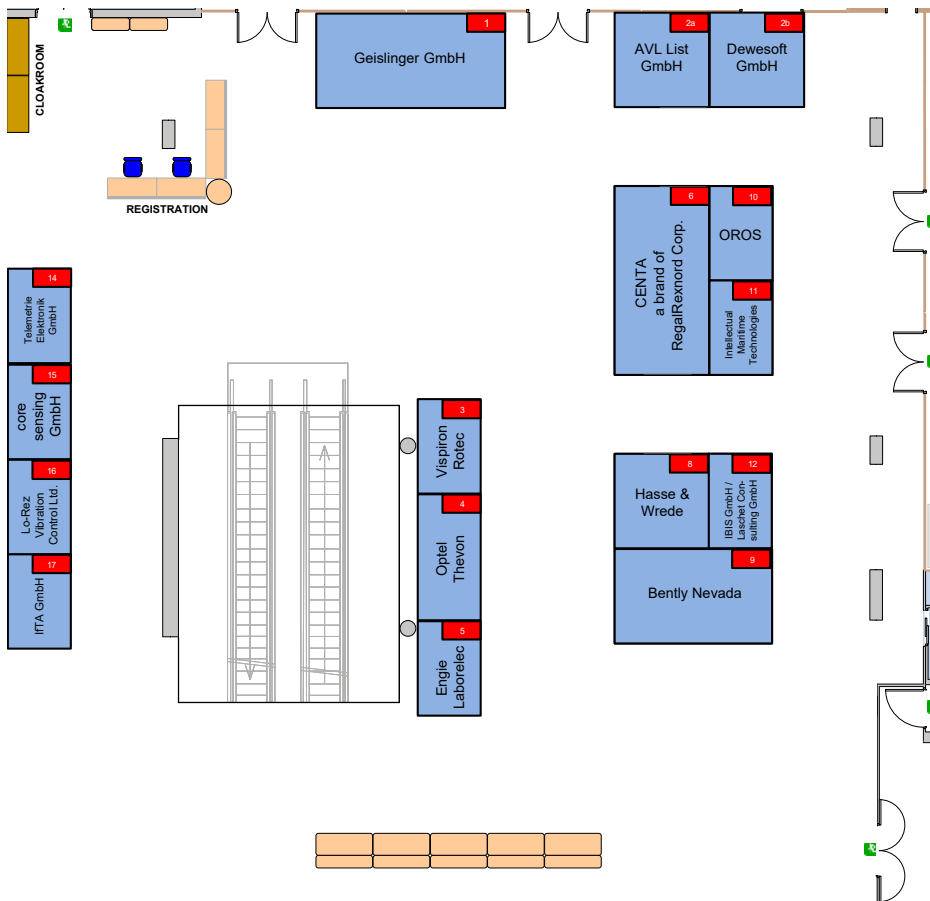 1
Geislinger GmbH
2a
AVL List
GmbH
2b
Dewesoft
GmbH
CLOAKROOM
REGISTRATION
6
CENTA
a brand of
RegalRexnord Corp.
10
OROS
11
Intellectual
Maritime
Technologies
14
Telemetrie
Elektronik
GmbH
15
core
sensing
GmbH
16
Lo-Rez
Vibration
Control Ltd.
17
IfTA GmbH
3
Vispiron
Rotec
4
Optel
Thevon
5
Engie
Laborelec
8
Hasse &
Wrede
12
IBIS GmbH /
Laschet Con-
sulting GmbH
9
Bently Nevada